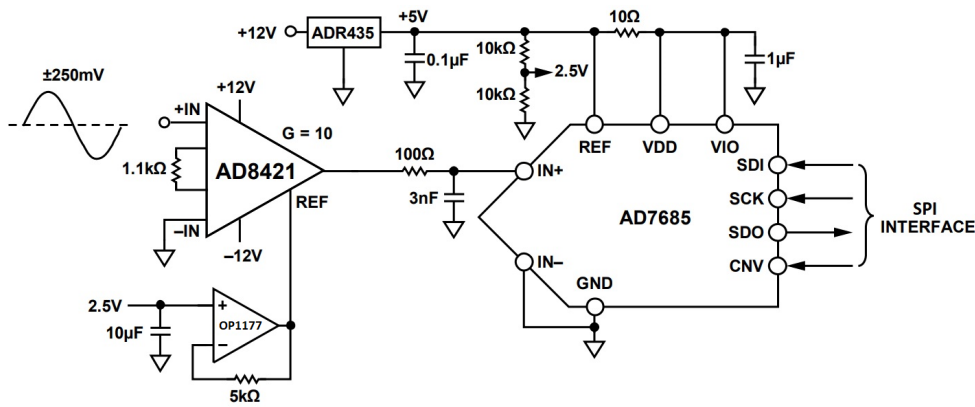 +12V
ADR435
+5V
0.1µF
10kΩ
10kΩ
2.5V
10Ω
1µF
±250mV
+12V
+IN
G = 10
1.1kΩ
AD8421
REF
–IN
–12V
100Ω
3nF
IN+
REF
VDD
VIO
SDI
SCK
SDO
CNV
AD7685
SPI
INTERFACE
IN–
GND
2.5V
10µF
+
OP1177
–
5kΩ